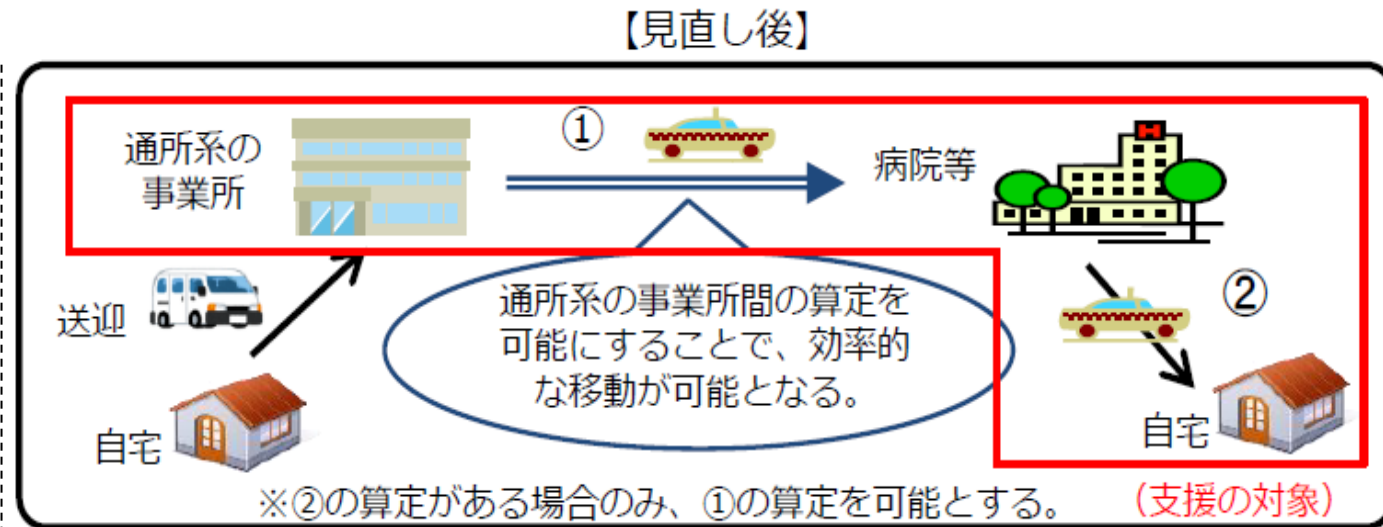 【見直し後】
通所系の
事業所
①
病院等
H
送迎
通所系の事業所間の算定を
可能にすることで、効率的
な移動が可能となる。
②
自宅
自宅
※②の算定がある場合のみ、①の算定を可能とする。
(支援の対象)